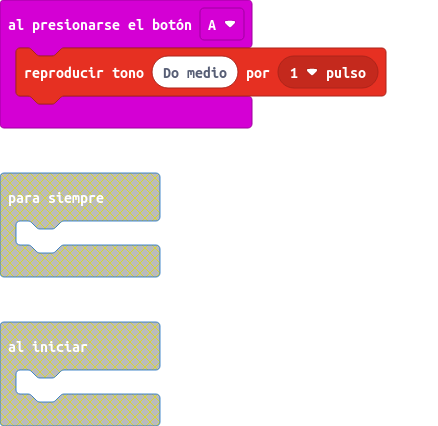 al presionarse el botón A
reproducir tono Do medio por 1 pulso
para siempre
al iniciar